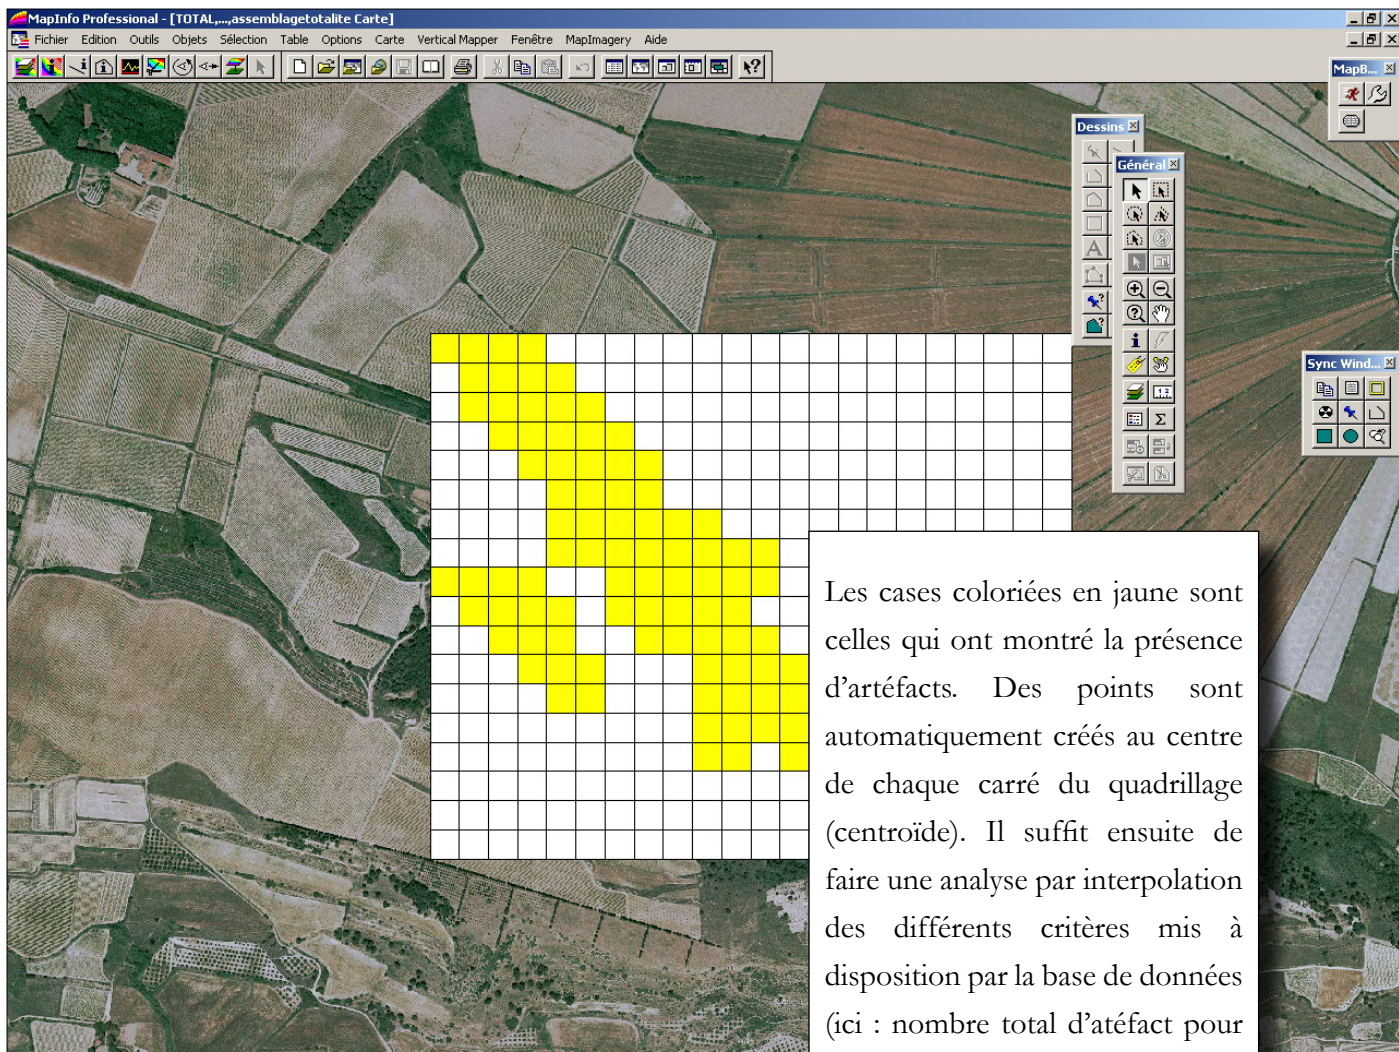 MapInfo Professional - [TOTAL,...,assemblagetotalite Carte]
Fichier Edition Outils Objets Sélection Table Options Carte Vertical Mapper Fenêtre MapImagery Aide
MapB...
Dessins
Général
Sync Wind...
Les cases coloriées en jaune sont
celles qui ont montré la présence
d’artéfacts. Des points sont
automatiquement créés au centre
de chaque carré du quadrillage
(centroïde). Il suffit ensuite de
faire une analyse par interpolation
des différents critères mis à
disposition par la base de données
(ici : nombre total d’atéfact pour